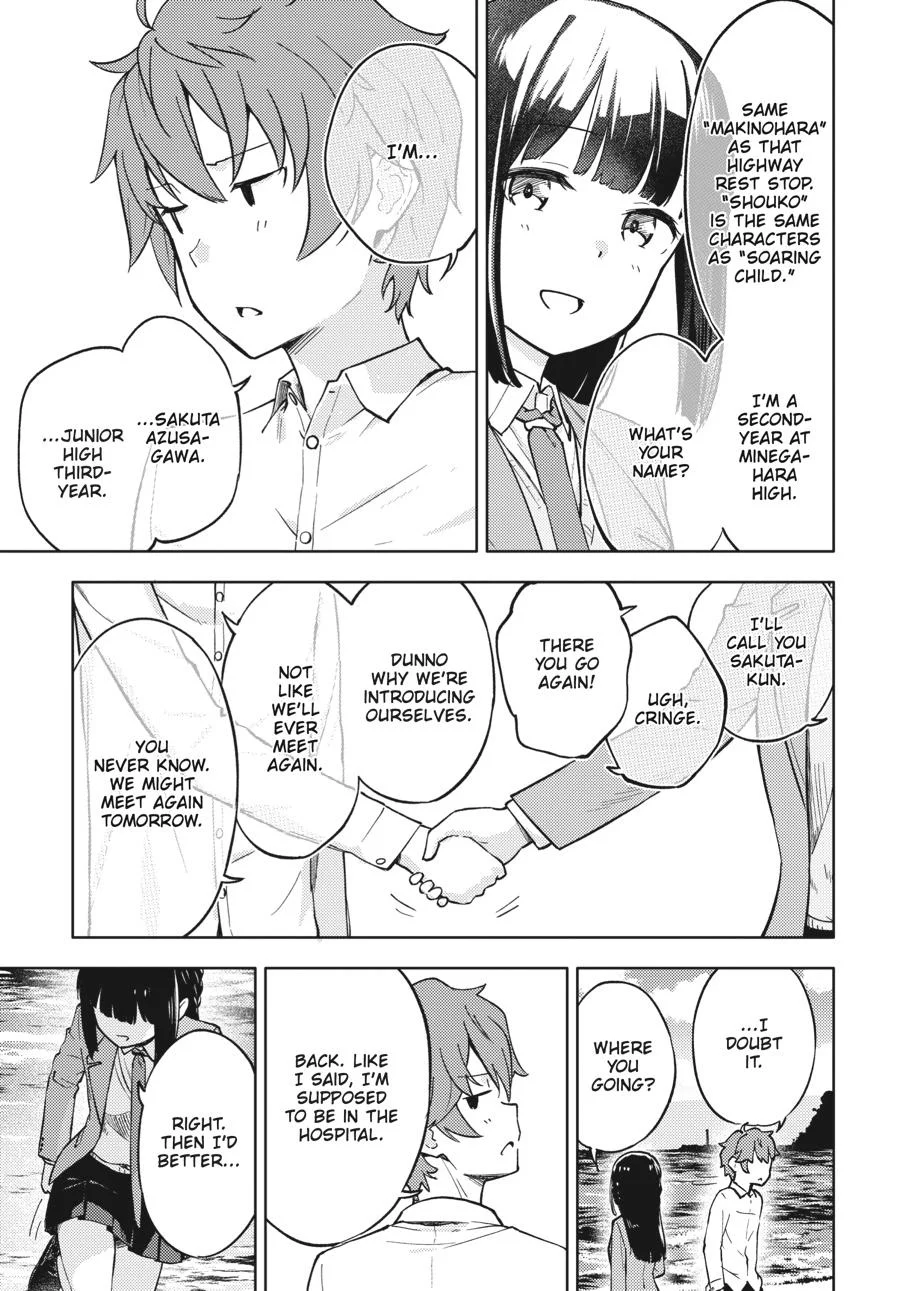 SAME
"MAKINOHARA"
AS THAT
HIGHWAY
REST STOP.
"SHOUKO"
IS THE SAME
CHARACTERS
AS "SOARING
CHILD."
I'M A
SECOND-
YEAR AT
MINEGA-
HARA
HIGH.
WHAT'S
YOUR
NAME?
I'M...
...SAKUTA
AZUSA-
GAWA.
...JUNIOR
HIGH
THIRD-
YEAR.
I'LL
CALL YOU
SAKUTA-
KUN.
UGH,
CRINGE.
THERE
YOU GO
AGAIN!
DUNNO
WHY WE'RE
INTRODUCING
OURSELVES.
NOT
LIKE
WE'LL
EVER
MEET
AGAIN.
YOU
NEVER KNOW.
WE MIGHT
MEET AGAIN
TOMORROW.
...I
DOUBT
IT.
WHERE
YOU
GOING?
BACK. LIKE
I SAID, I'M
SUPPOSED
TO BE IN THE
HOSPITAL.
RIGHT.
THEN I'D
BETTER...